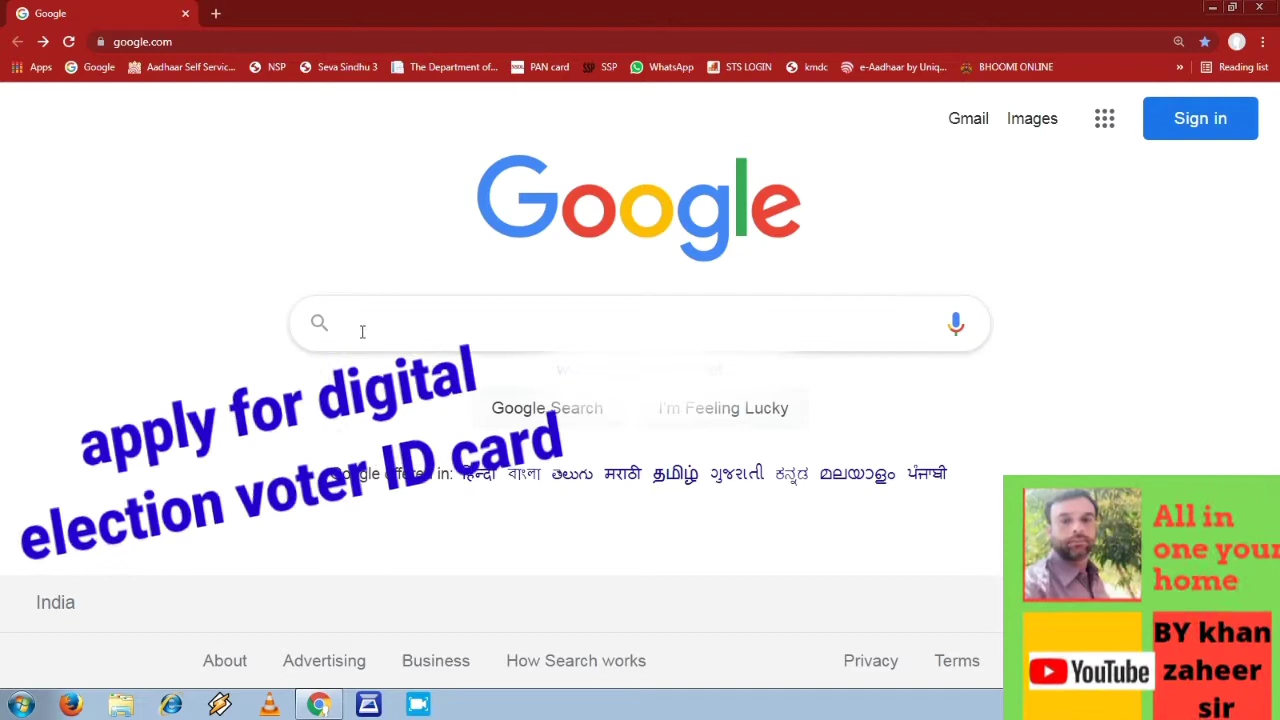 Google
google.com
Apps Google Aadhaar Self Servic... NSP Seva Sindhu 3 The Department of... PAN card SSP WhatsApp STS LOGIN kmdc e-Aadhaar by Uniq... BHOOMI ONLINE » Reading list
Gmail Images Sign in
Google
Google Search I'm Feeling Lucky
apply for digital
election voter ID card
Google offered in: हिन्दी বাংলা తెలుగు मराठी தமிழ் ગુજરાતી ಕನ್ನಡ മലയാളം ਪੰਜਾਬੀ
All in
one your
home
India
BY khan
zaheer
sir
YouTube
About Advertising Business How Search works Privacy Terms